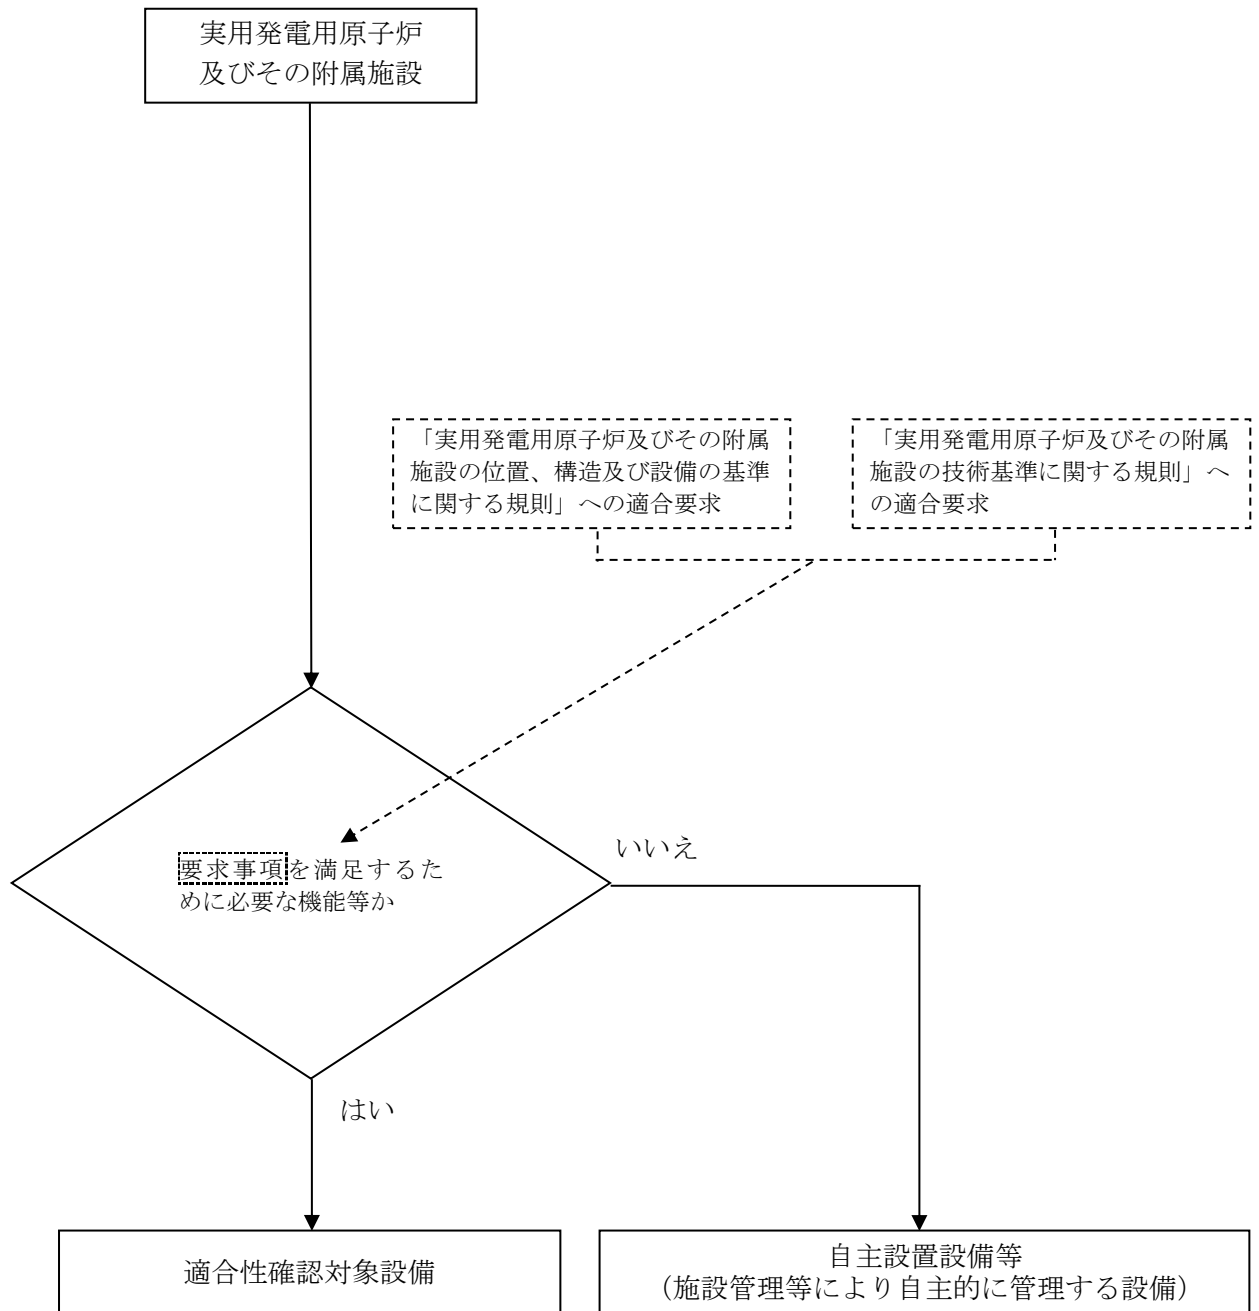 実用発電用原子炉
及びその附属施設
「実用発電用原子炉及びその附属
施設の位置、構造及び設備の基準
に関する規則」への適合要求
「実用発電用原子炉及びその附属
施設の技術基準に関する規則」へ
の適合要求
要求事項を満足するた
めに必要な機能等か
いいえ
はい
適合性確認対象設備
自主設置設備等
（施設管理等により自主的に管理する設備）